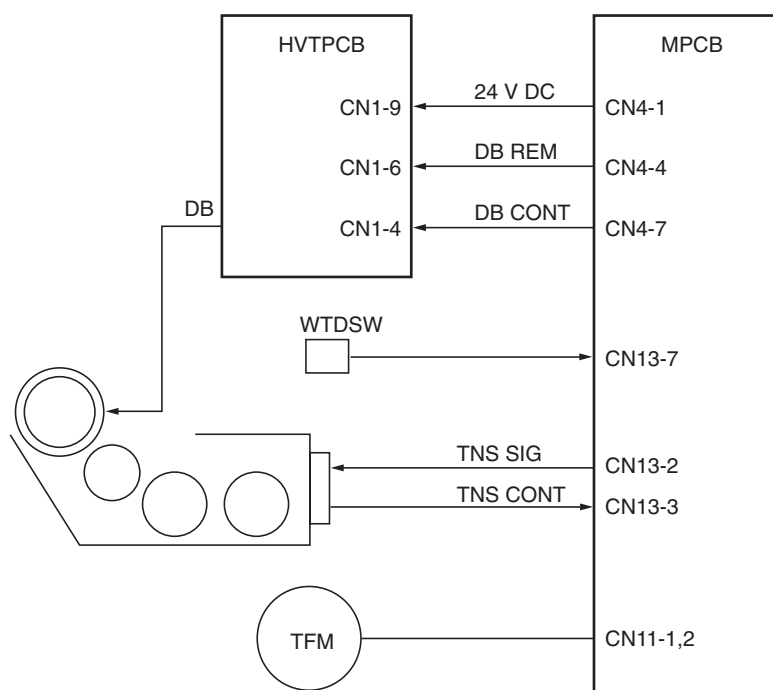 HVTPCB
MPCB
CN1-9
24 V DC
CN4-1
CN1-6
DB REM
CN4-4
DB
CN1-4
DB CONT
CN4-7
WTDSW
CN13-7
TNS SIG
CN13-2
TNS CONT
CN13-3
TFM
CN11-1,2